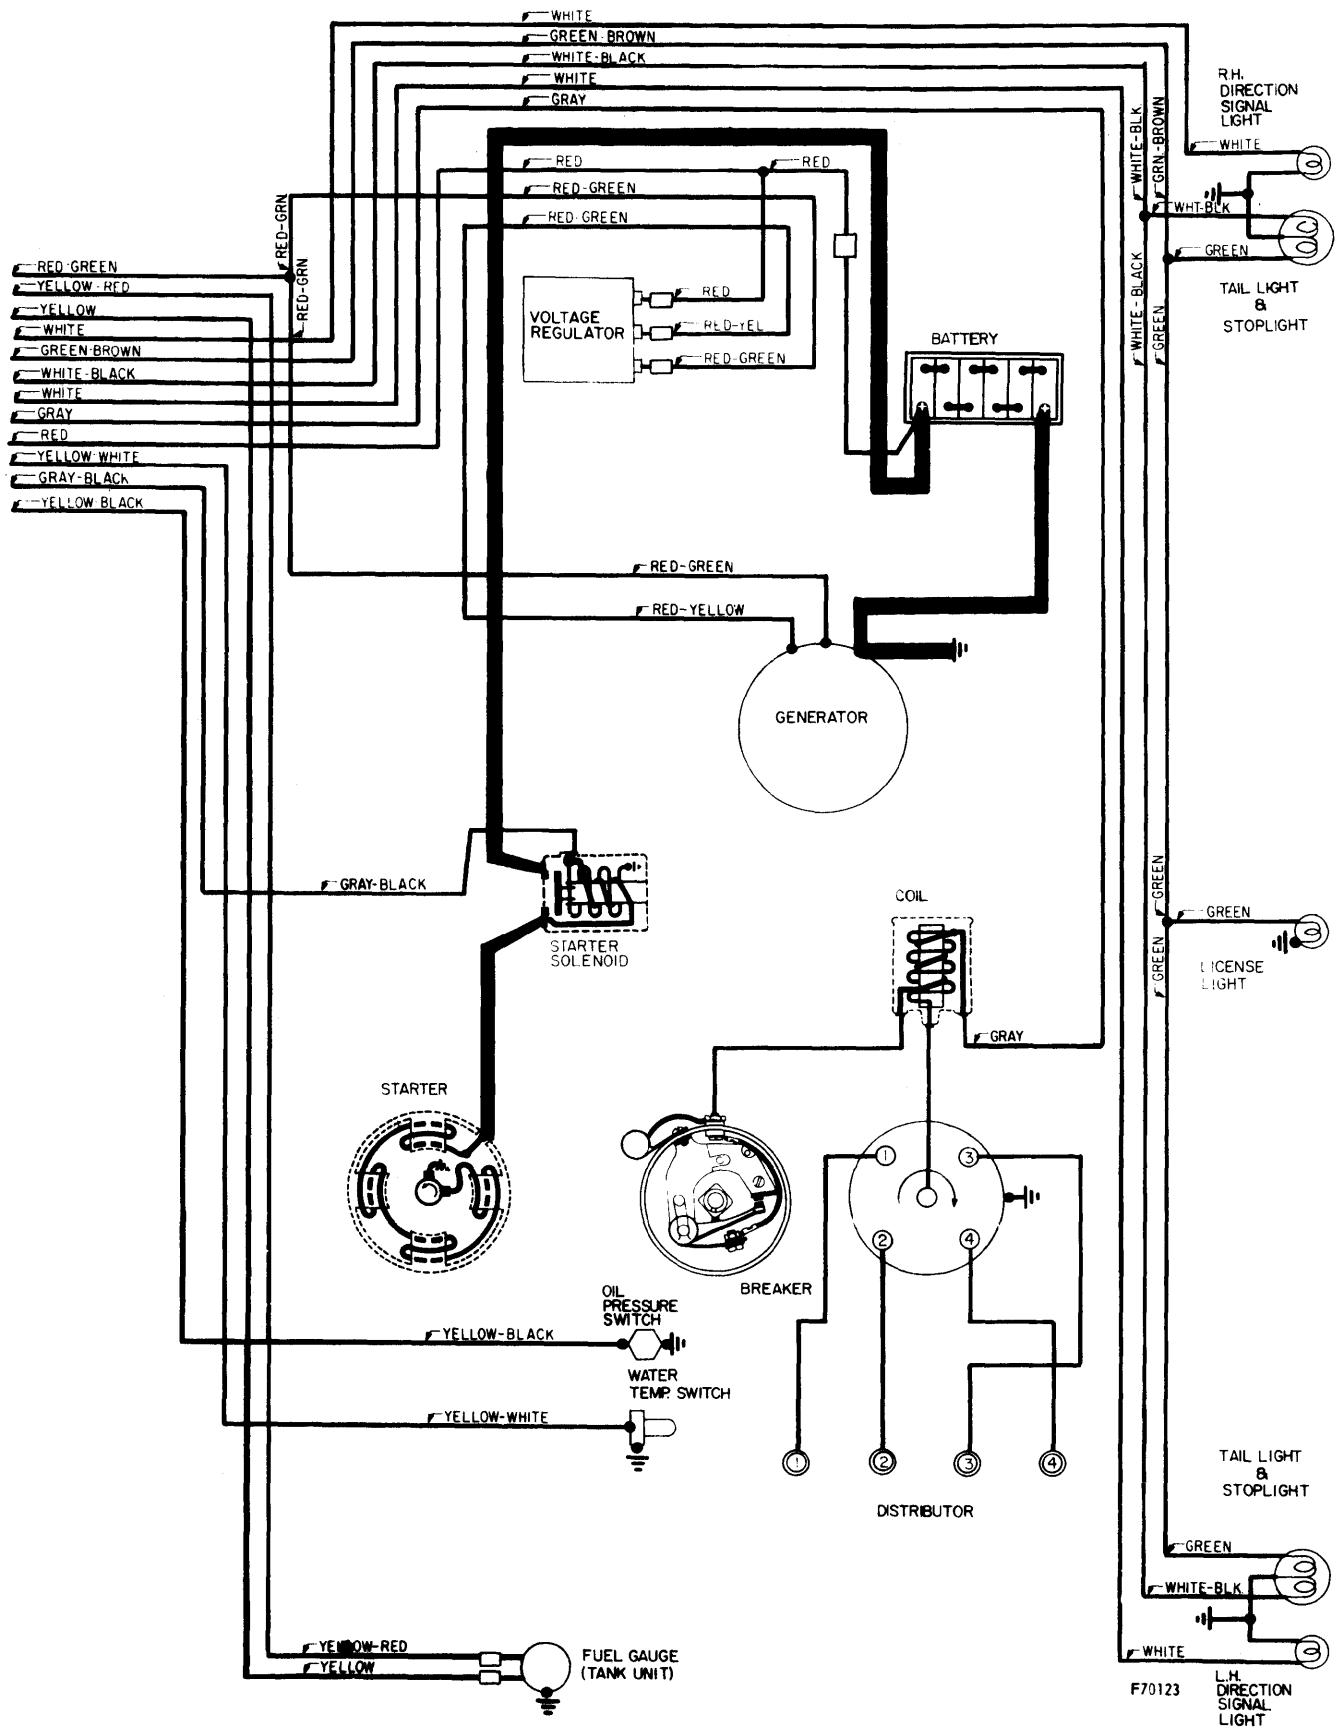 WHITE
GREEN-BROWN
WHITE-BLACK
WHITE
GRAY
R.H.
DIRECTION
SIGNAL
LIGHT
WHITE-BLK
GRN-BROWN
WHITE
RED
RED
RED-GREEN
RED-GREEN
RED-GRN
RED-GRN
WHT-BLK
GREEN
WHITE-BLACK
GREEN
TAIL LIGHT
&
STOPLIGHT
RED-GREEN
YELLOW-RED
YELLOW
WHITE
GREEN-BROWN
WHITE-BLACK
WHITE
GRAY
RED
YELLOW-WHITE
GRAY-BLACK
YELLOW-BLACK
VOLTAGE
REGULATOR
RED
RED-YEL
RED-GREEN
BATTERY
RED-GREEN
RED-YELLOW
GENERATOR
GRAY-BLACK
STARTER
SOLENOID
COIL
GREEN
GREEN
GREEN
LICENSE
LIGHT
GRAY
STARTER
1
3
2
4
BREAKER
OIL
PRESSURE
SWITCH
YELLOW-BLACK
WATER
TEMP. SWITCH
YELLOW-WHITE
1
2
3
4
DISTRIBUTOR
TAIL LIGHT
&
STOPLIGHT
GREEN
WHITE-BLK
WHITE
YELLOW-RED
YELLOW
FUEL GAUGE
(TANK UNIT)
F70123
L.H.
DIRECTION
SIGNAL
LIGHT